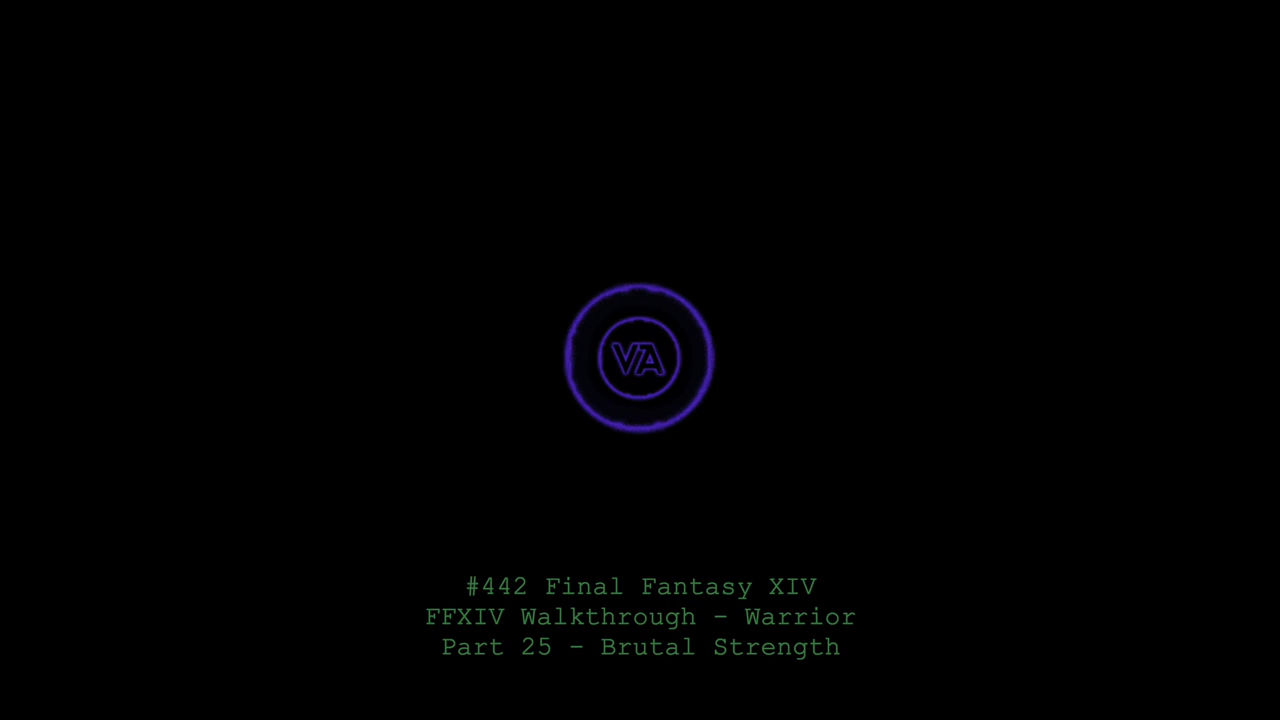 VA
#442 Final Fantasy XIV
FFXIV Walkthrough - Warrior
Part 25 - Brutal Strength